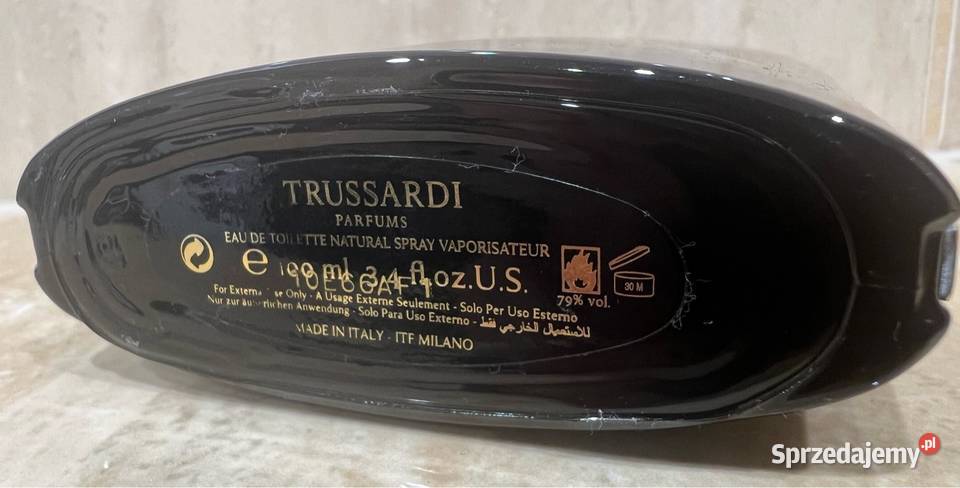 TRUSSARDI
PARFUMS
EAU DE TOILETTE NATURAL SPRAY VAPORISATEUR
℮ 100 ml 3.4 fl.oz.U.S.
79% vol.
30 M
For External Use Only - A Usage Externe Seulement - Solo Per Uso Esterno
Nur zur äußerlichen Anwendung - Solo Para Uso Externo - للاستعمال الخارجي فقط
MADE IN ITALY - ITF MILANO
Sprzedajemy.pl